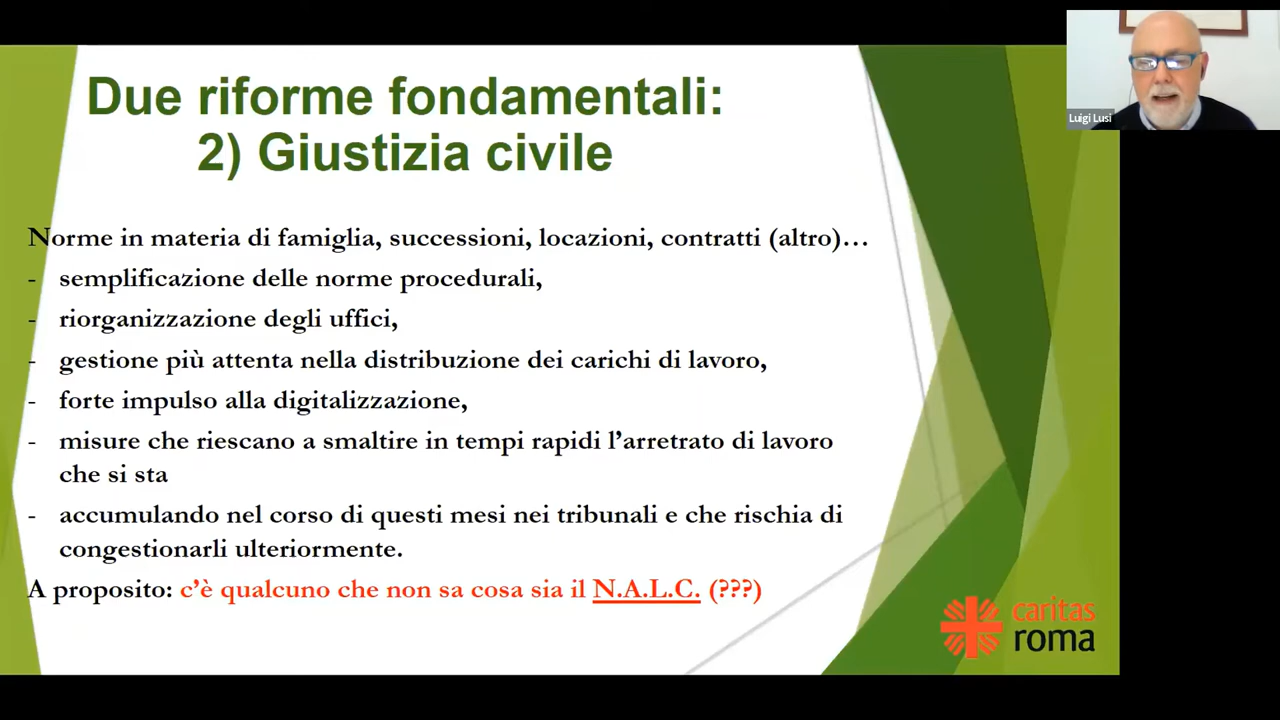 Due riforme fondamentali:
2) Giustizia civile
Luigi Lusi
Norme in materia di famiglia, successioni, locazioni, contratti (altro)…
- semplificazione delle norme procedurali,
- riorganizzazione degli uffici,
- gestione più attenta nella distribuzione dei carichi di lavoro,
- forte impulso alla digitalizzazione,
- misure che riescano a smaltire in tempi rapidi l’arretrato di lavoro
che si sta
- accumulando nel corso di questi mesi nei tribunali e che rischia di
congestionarli ulteriormente.
A proposito: c’è qualcuno che non sa cosa sia il N.A.L.C. (???)
caritas
roma